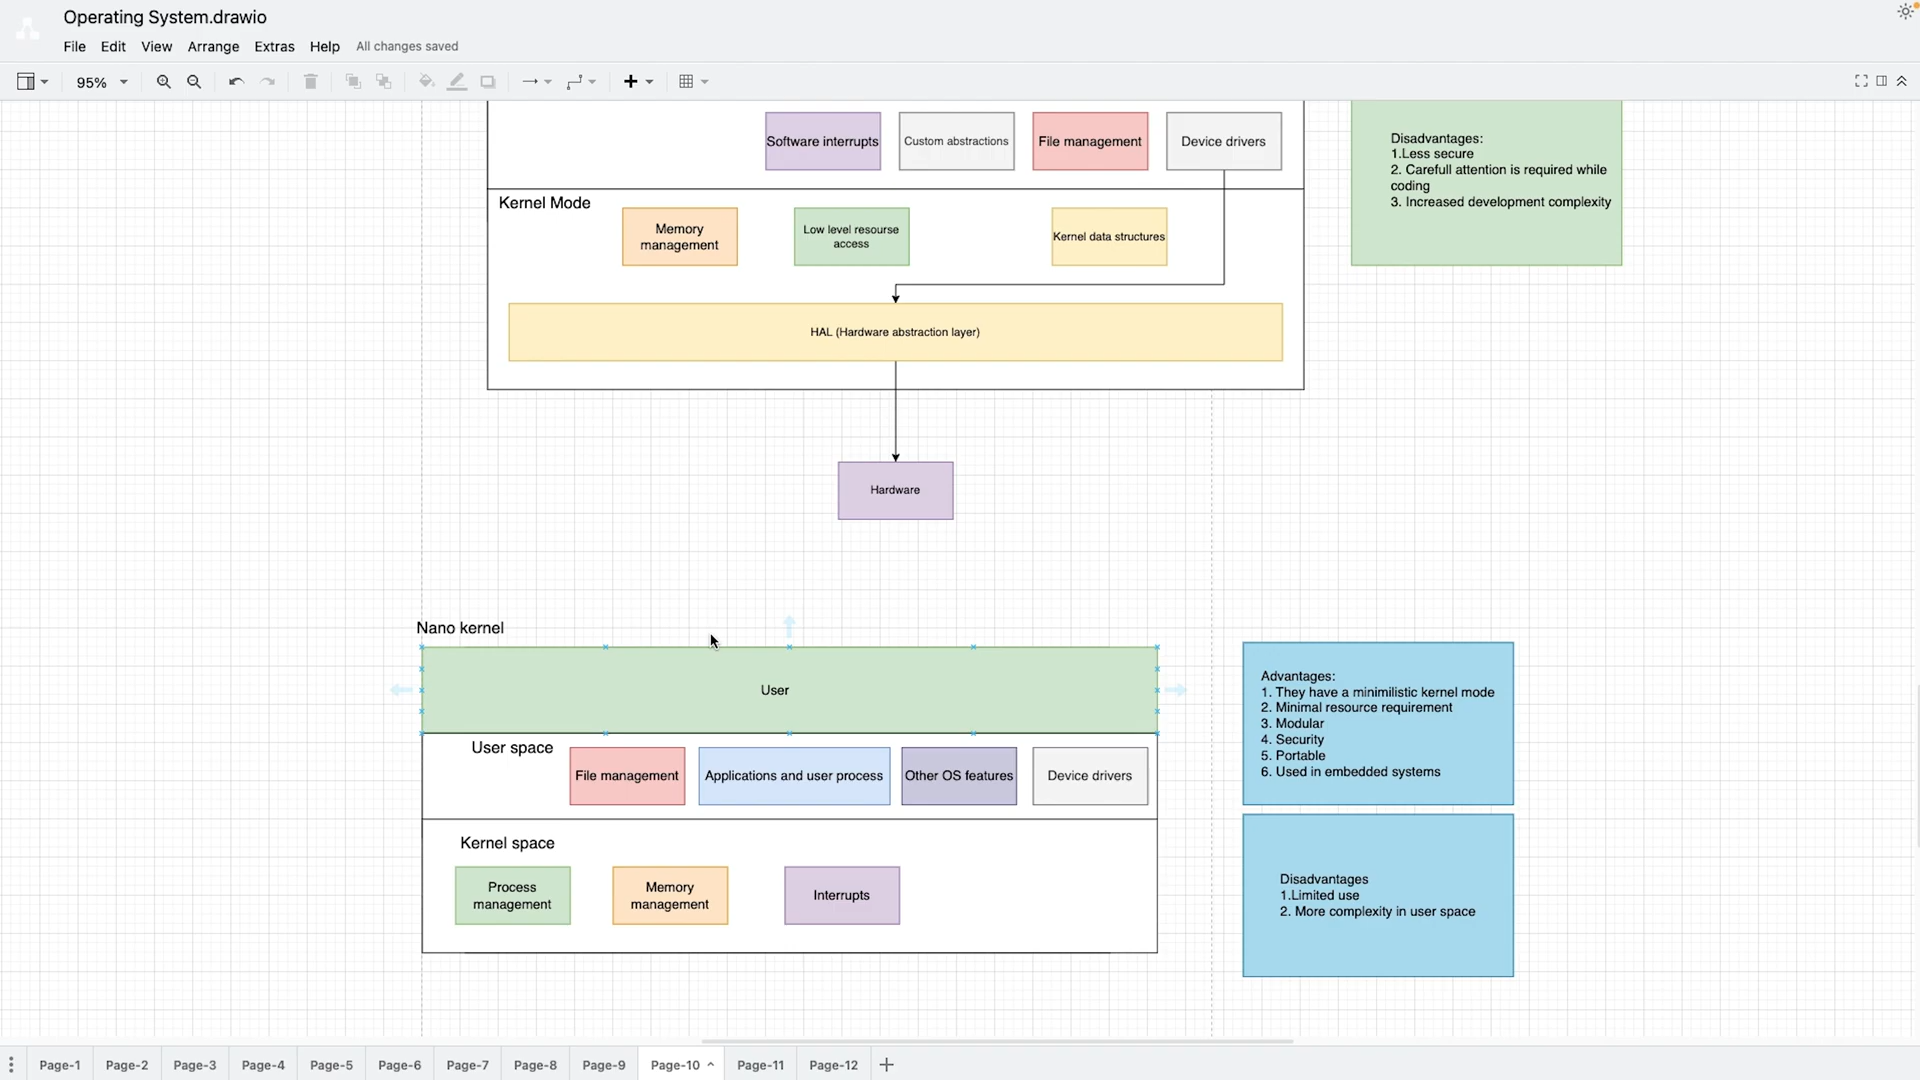 Operating System.drawio
File Edit View Arrange Extras Help All changes saved
95%
Software interrupts
Custom abstractions
File management
Device drivers
Disadvantages:
1.Less secure
2. Carefull attention is required while
coding
3. Increased development complexity
Kernel Mode
Memory
management
Low level resourse
access
Kernel data structures
HAL (Hardware abstraction layer)
Hardware
Nano kernel
User
User space
File management
Applications and user process
Other OS features
Device drivers
Kernel space
Process
management
Memory
management
Interrupts
Advantages:
1. They have a minimilistic kernel mode
2. Minimal resource requirement
3. Modular
4. Security
5. Portable
6. Used in embedded systems
Disadvantages
1.Limited use
2. More complexity in user space
Page-1 Page-2 Page-3 Page-4 Page-5 Page-6 Page-7 Page-8 Page-9 Page-10 Page-11 Page-12